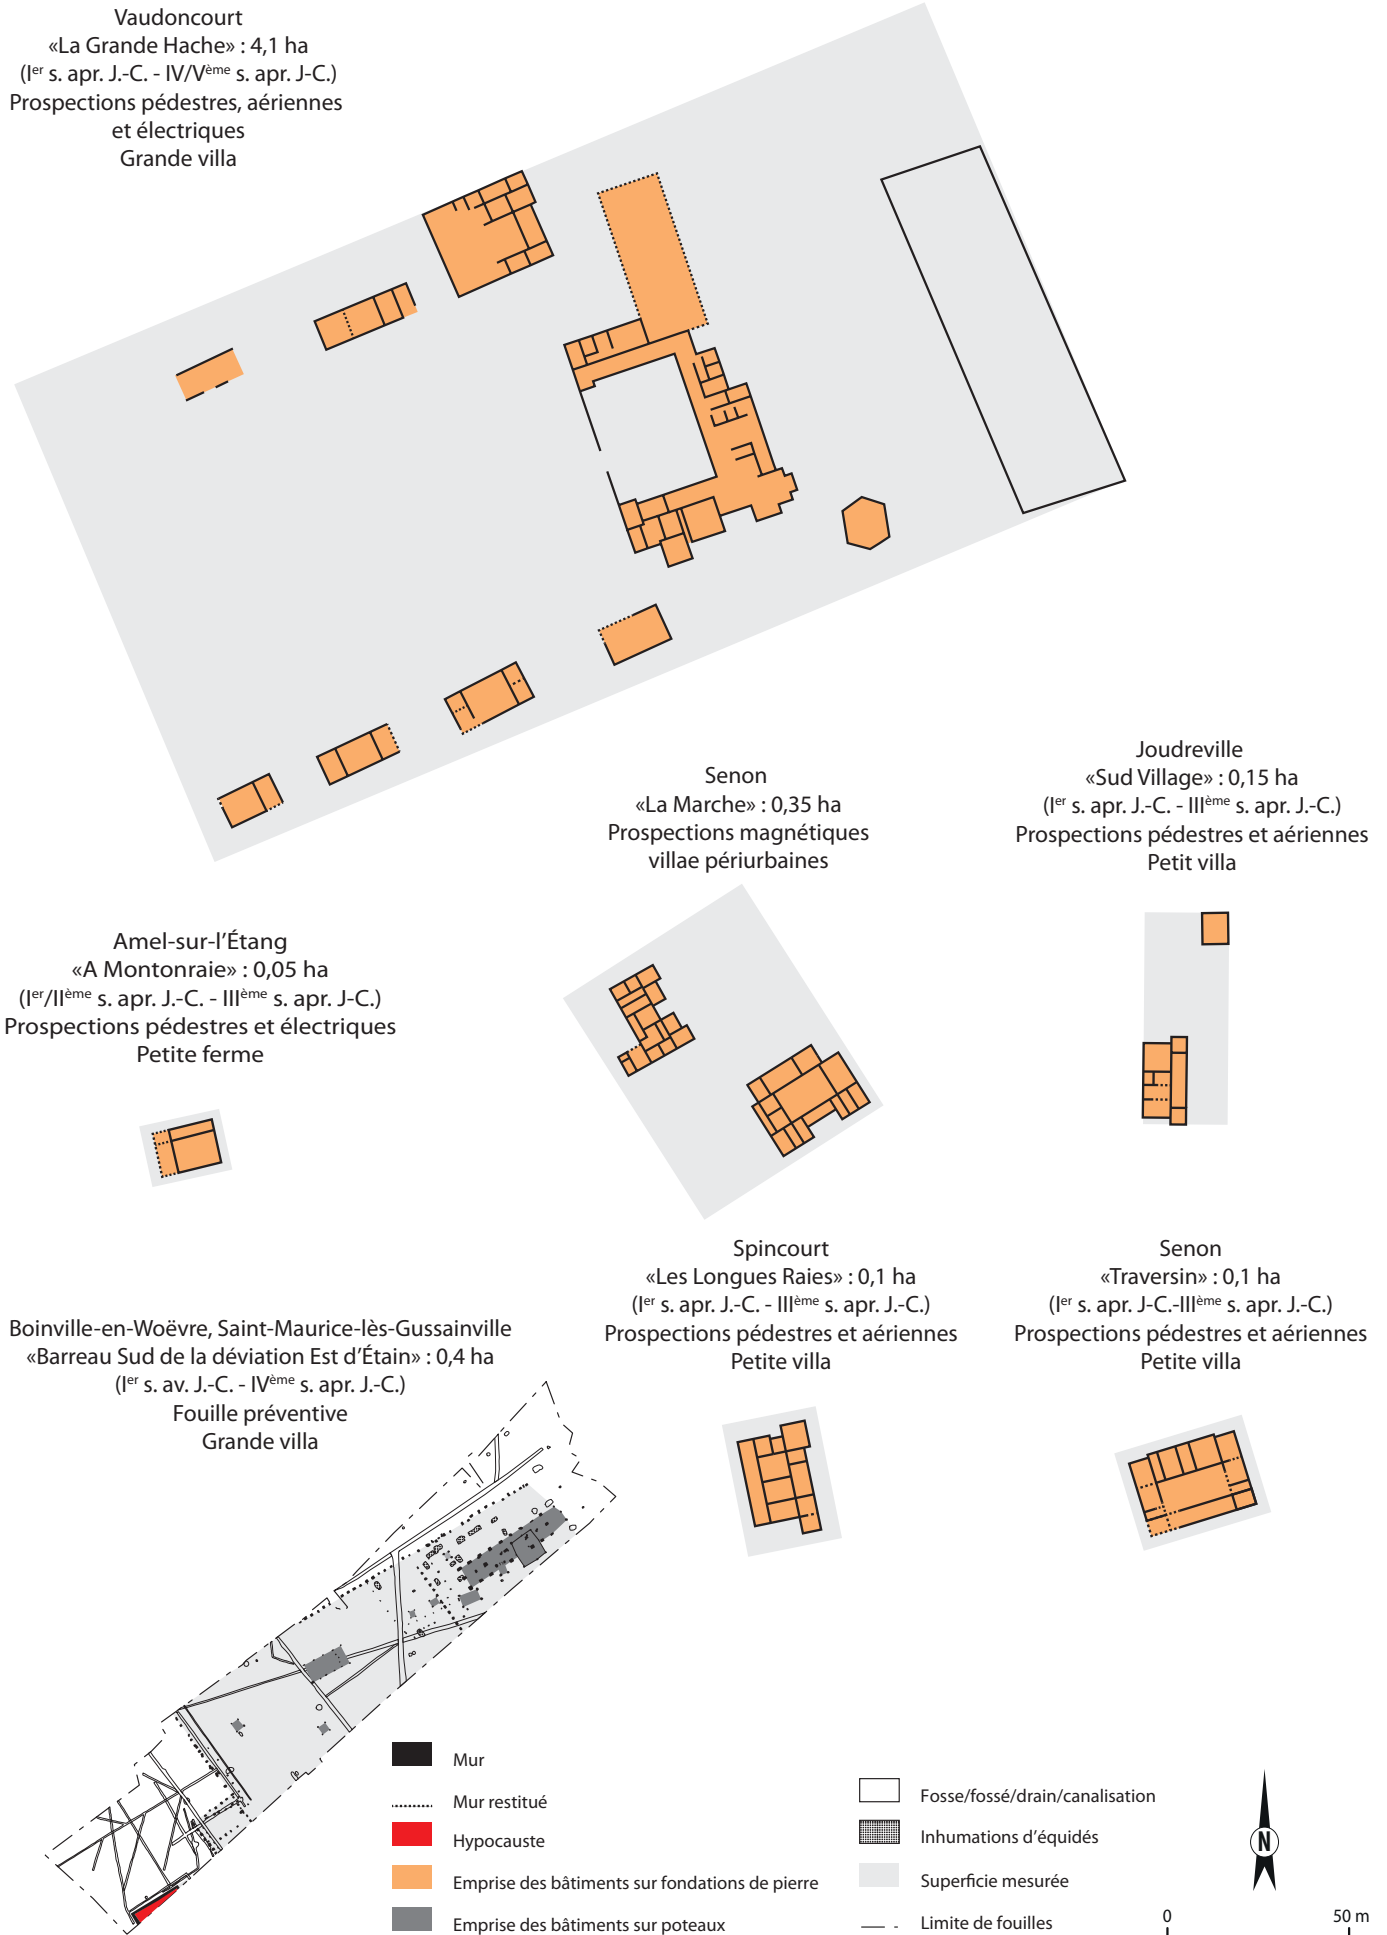 Vaudoncourt
«La Grande Hache» : 4,1 ha
(Ier s. apr. J.-C. - IV/Vème s. apr. J-C.)
Prospections pédestres, aériennes
et électriques
Grande villa
Senon
«La Marche» : 0,35 ha
Prospections magnétiques
villae périurbaines
Joudreville
«Sud Village» : 0,15 ha
(Ier s. apr. J.-C. - IIIème s. apr. J.-C.)
Prospections pédestres et aériennes
Petit villa
Amel-sur-l'Étang
«A Montonraie» : 0,05 ha
(Ier/IIème s. apr. J.-C. - IIIème s. apr. J-C.)
Prospections pédestres et électriques
Petite ferme
Spincourt
«Les Longues Raies» : 0,1 ha
(Ier s. apr. J.-C. - IIIème s. apr. J.-C.)
Prospections pédestres et aériennes
Petite villa
Senon
«Traversin» : 0,1 ha
(Ier s. apr. J-C.-IIIème s. apr. J.-C.)
Prospections pédestres et aériennes
Petite villa
Boinville-en-Woëvre, Saint-Maurice-lès-Gussainville
«Barreau Sud de la déviation Est d'Étain» : 0,4 ha
(Ier s. av. J.-C. - IVème s. apr. J.-C.)
Fouille préventive
Grande villa
Mur
Mur restitué
Hypocauste
Emprise des bâtiments sur fondations de pierre
Emprise des bâtiments sur poteaux
Fosse/fossé/drain/canalisation
Inhumations d'équidés
Superficie mesurée
Limite de fouilles
N
0 50 m